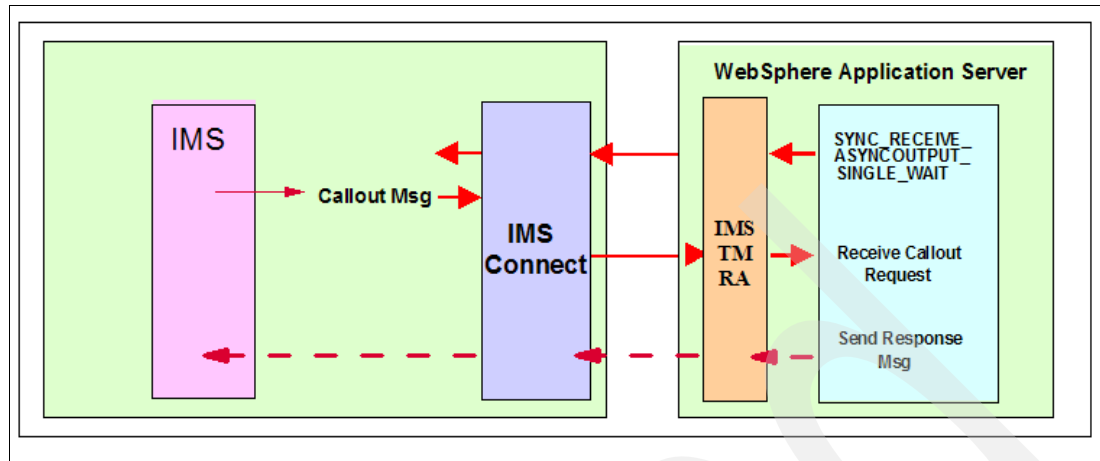 WebSphere Application Server
IMS
SYNC_RECEIVE_
ASYNCOUTPUT_
SINGLE_WAIT
Callout Msg
IMS
Connect
IMS
TM
RA
Receive Callout
Request
Send Response
Msg